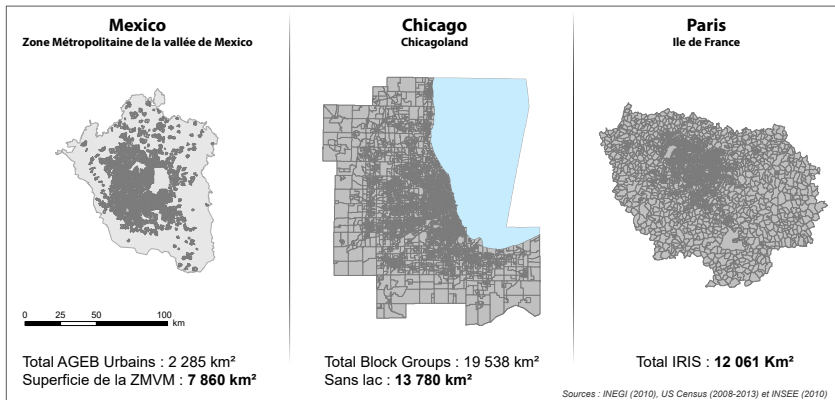 Mexico
Zone Métropolitaine de la vallée de Mexico
Chicago
Chicagoland
Paris
Ile de France
0 25 50 100
km
Total AGEB Urbains : 2 285 km²
Superficie de la ZMVM : 7 860 km²
Total Block Groups : 19 538 km²
Sans lac : 13 780 km²
Total IRIS : 12 061 Km²
Sources : INEGI (2010), US Census (2008-2013) et INSEE (2010)